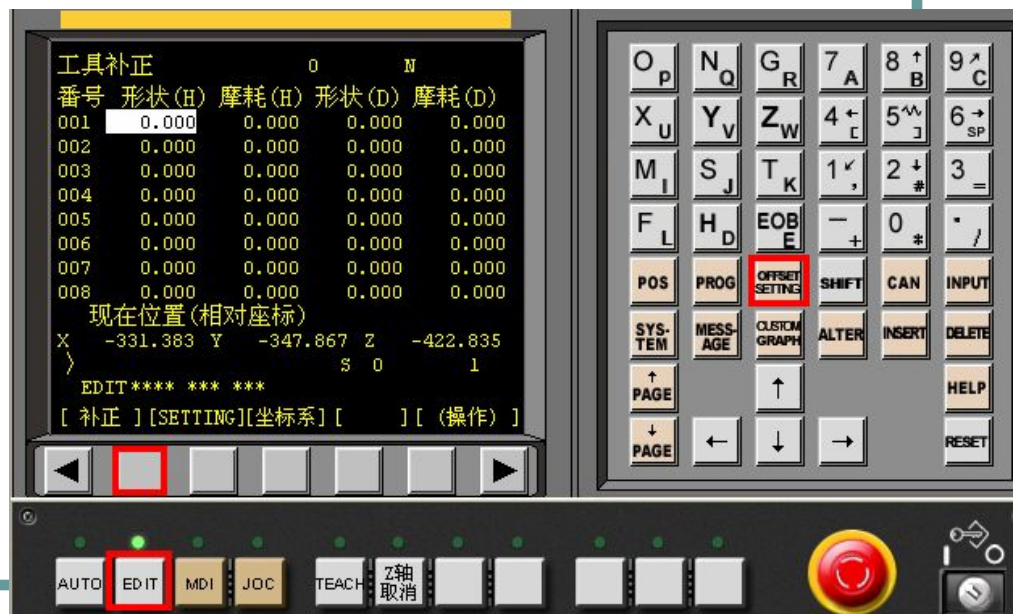 工具补正 0 N
番号 形状(H) 摩耗(H) 形状(D) 摩耗(D)
001 0.000 0.000 0.000 0.000
002 0.000 0.000 0.000 0.000
003 0.000 0.000 0.000 0.000
004 0.000 0.000 0.000 0.000
005 0.000 0.000 0.000 0.000
006 0.000 0.000 0.000 0.000
007 0.000 0.000 0.000 0.000
008 0.000 0.000 0.000 0.000
现在位置(相对座标)
X -331.383 Y -347.867 Z -422.835
〉 S 0 1
EDIT**** *** ***
[ 补正 ][SETTING][坐标系][ ][ (操作) ]
◀ ▶
O P N Q G R 7 A 8 ↑ B 9 ↗ C
X U Y V Z W 4 ← [ 5 ] 6 → SP
M I S J T K 1 ↙ , 2 ↓ # 3 =
F L H D EOB E - + 0 * . /
POS PROG OFFSET SETTING SHIFT CAN INPUT
SYS-TEM MESS-AGE CUSTOM GRAPH ALTER INSERT DELETE
↑ PAGE ↑ HELP
↓ PAGE ← ↓ → RESET
AUTO EDIT MDI JOC TEACH Z轴取消
I O